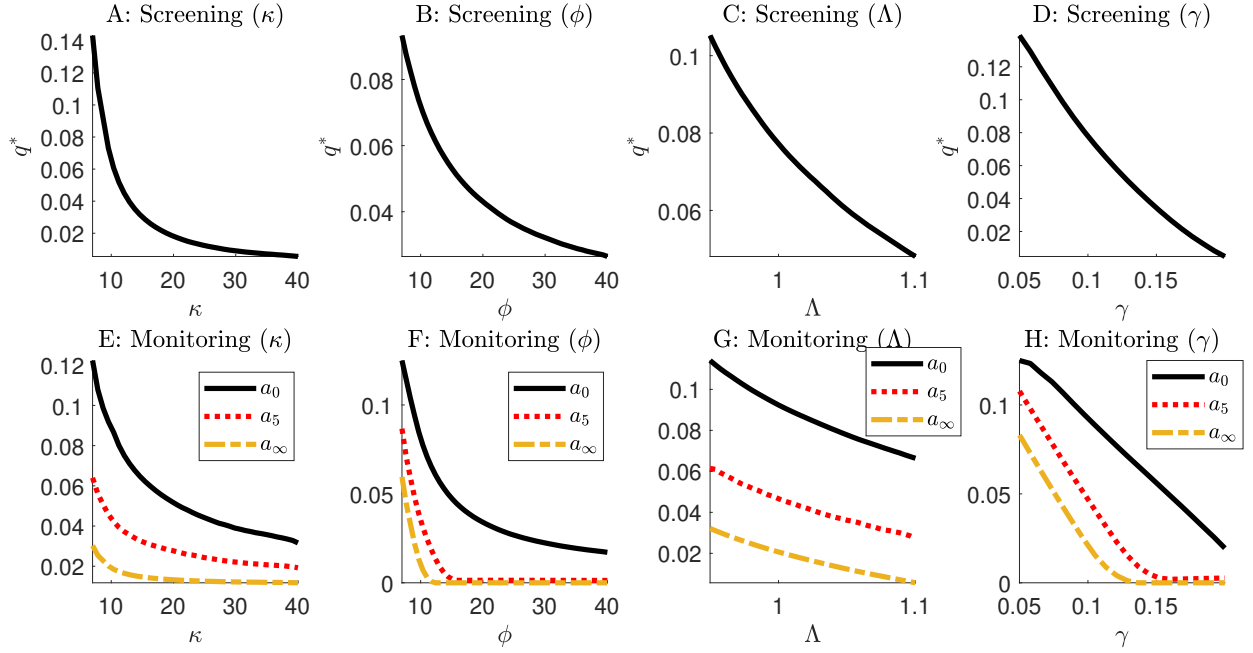 A: Screening (κ)
0.14
0.12
0.1
0.08
0.06
0.04
0.02
q*
10 20 30 40
κ
B: Screening (ϕ)
0.08
0.06
0.04
q*
10 20 30 40
ϕ
C: Screening (Λ)
0.1
0.08
0.06
q*
1 1.1
Λ
D: Screening (γ)
0.12
0.1
0.08
0.06
0.04
0.02
q*
0.05 0.1 0.15
γ
E: Monitoring (κ)
0.12
0.1
0.08
0.06
0.04
0.02
a₀
a₅
a∞
10 20 30 40
κ
F: Monitoring (ϕ)
0.1
0.05
0
a₀
a₅
a∞
10 20 30 40
ϕ
G: Monitoring (Λ)
0.1
0.08
0.06
0.04
0.02
a₀
a₅
a∞
1 1.1
Λ
H: Monitoring (γ)
0.1
0.05
0
a₀
a₅
a∞
0.05 0.1 0.15
γ